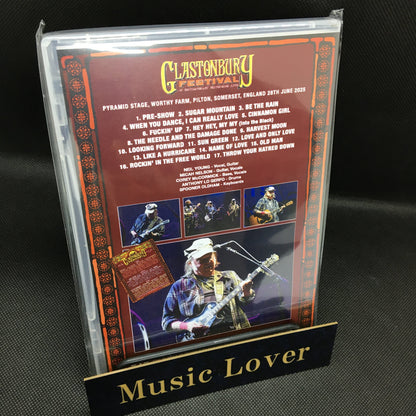 GLASTONBURY
FESTIVAL
PYRAMID STAGE, WORTHY FARM, PILTON, SOMERSET, ENGLAND 28TH JUNE 2025
1. PRE-SHOW 2. SUGAR MOUNTAIN 3. BE THE RAIN
4. WHEN YOU DANCE, I CAN REALLY LOVE 5. CINNAMON GIRL
6. FUCKIN' UP 7. HEY HEY, MY MY (Into the Black)
8. THE NEEDLE AND THE DAMAGE DONE 9. HARVEST MOON
10. LOOKING FORWARD 11. SUN GREEN 12. LOVE AND ONLY LOVE
13. LIKE A HURRICANE 14. NAME OF LOVE 15. OLD MAN
16. ROCKIN' IN THE FREE WORLD 17. THROW YOUR HATRED DOWN
NEIL YOUNG - Vocal, Guitar
MICAH NELSON - Guitar, Vocals
COREY McCORMICK - Bass, Vocals
ANTHONY LO GERFO - Drums
SPOONER OLDHAM - Keyboards
Music Lover